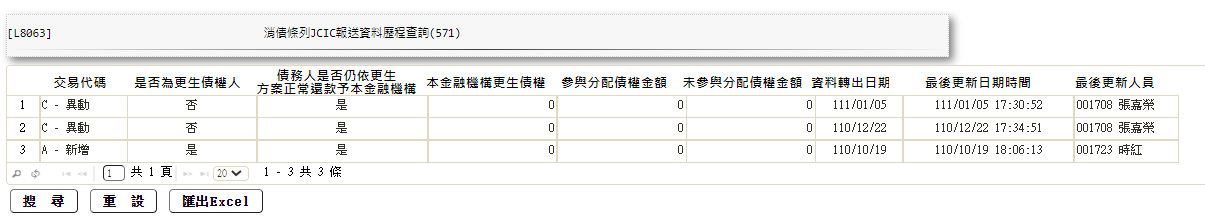 [L8063] 消債條列JCIC報送資料歷程查詢(571)
交易代碼 是否為更生債權人 債務人是否仍依更生方案正常還款予本金融機構 本金融機構更生債權 參與分配債權金額 未參與分配債權金額 資料轉出日期 最後更新日期時間 最後更新人員
1 C - 異動 否 是 0 0 0 111/01/05 111/01/05 17:30:52 001708 張嘉榮
2 C - 異動 否 是 0 0 0 110/12/22 110/12/22 17:34:51 001708 張嘉榮
3 A - 新增 是 是 0 0 0 110/10/19 110/10/19 18:06:13 001723 時紅
1 共 1 頁 20 1 - 3 共 3 條
搜 尋 重 設 匯出Excel